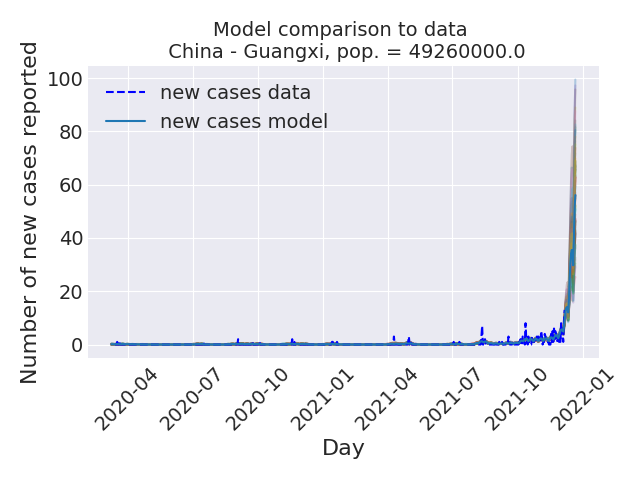 Model comparison to data
China - Guangxi, pop. = 49260000.0
Number of new cases reported
100
80
60
40
20
0
new cases data
new cases model
2020-04
2020-07
2020-10
2021-01
2021-04
2021-07
2021-10
2022-01
Day